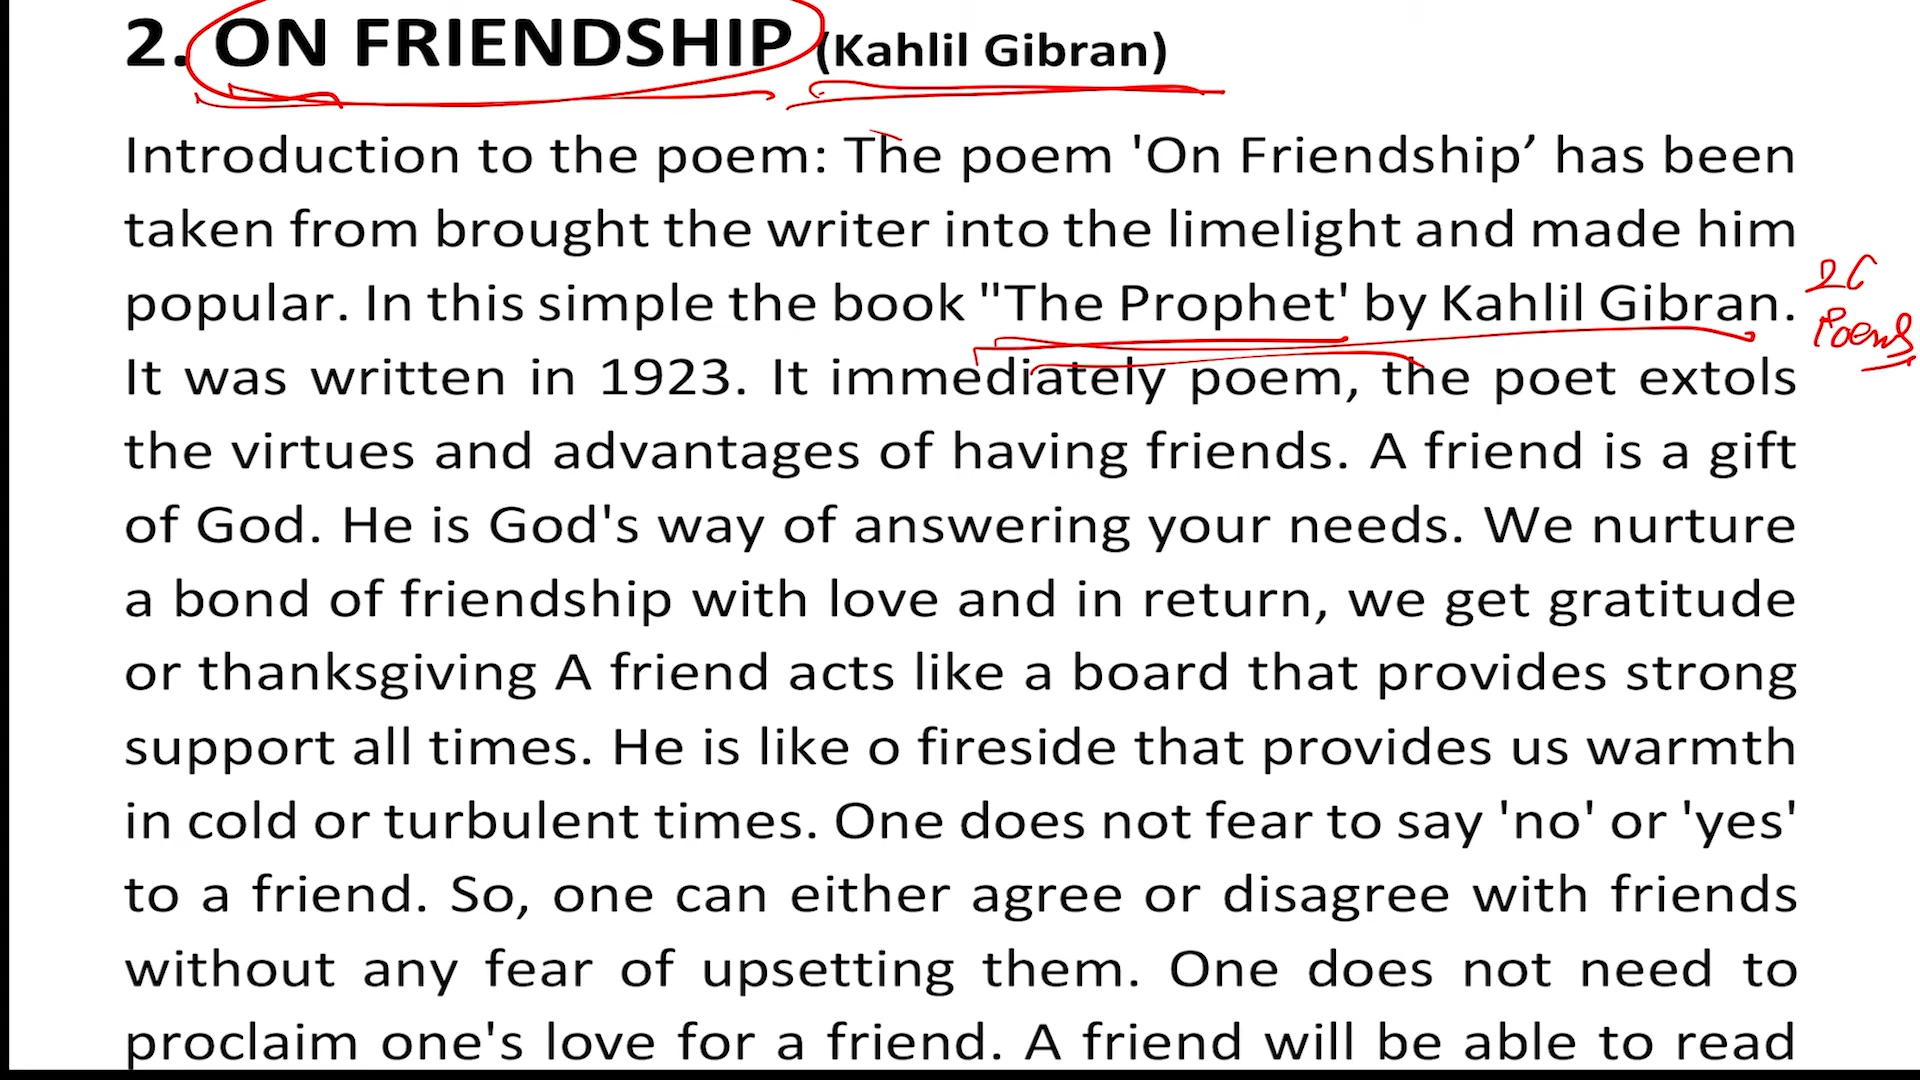 2. ON FRIENDSHIP (Kahlil Gibran)
Introduction to the poem: The poem 'On Friendship’ has been
taken from brought the writer into the limelight and made him
popular. In this simple the book "The Prophet' by Kahlil Gibran.
26
Poems
It was written in 1923. It immediately poem, the poet extols
the virtues and advantages of having friends. A friend is a gift
of God. He is God's way of answering your needs. We nurture
a bond of friendship with love and in return, we get gratitude
or thanksgiving A friend acts like a board that provides strong
support all times. He is like o fireside that provides us warmth
in cold or turbulent times. One does not fear to say 'no' or 'yes'
to a friend. So, one can either agree or disagree with friends
without any fear of upsetting them. One does not need to
proclaim one's love for a friend. A friend will be able to read